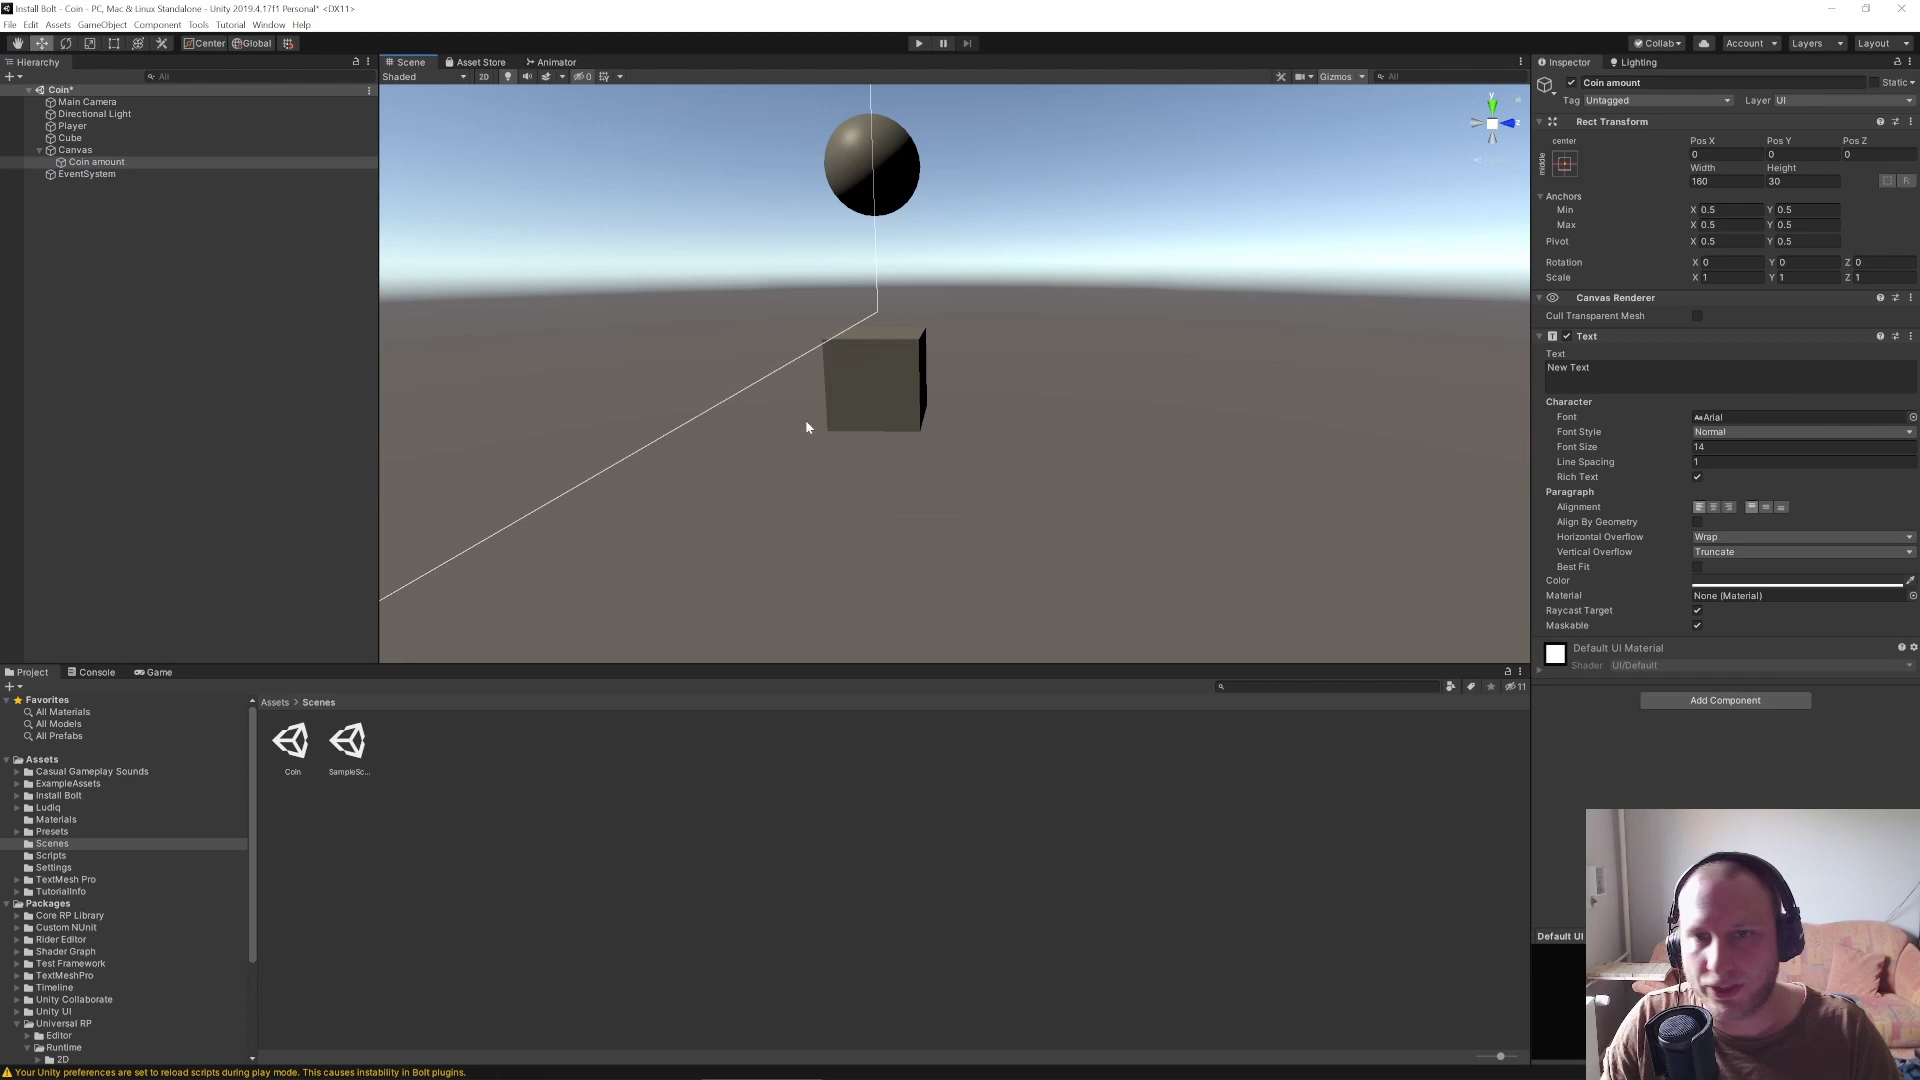 Install Bolt - Coin - PC, Mac & Linux Standalone - Unity 2019.4.17f1 Personal* <DX11>
File Edit Assets GameObject Component Tools Tutorial Window Help
Center Global
Collab Account Layers Layout
Hierarchy
All
Coin*
Main Camera
Directional Light
Player
Cube
Canvas
Coin amount
EventSystem
Scene Asset Store Animator
Shaded 2D 0 Gizmos All
y
z
Inspector Lighting
Coin amount Static
Tag Untagged Layer UI
Rect Transform
center
middle
Pos X Pos Y Pos Z
0 0 0
Width Height
160 30
R
Anchors
Min X 0.5 Y 0.5
Max X 0.5 Y 0.5
Pivot X 0.5 Y 0.5
Rotation X 0 Y 0 Z 0
Scale X 1 Y 1 Z 1
Canvas Renderer
Cull Transparent Mesh
Text
Text
New Text
Character
Font Aa Arial
Font Style Normal
Font Size 14
Line Spacing 1
Rich Text
Paragraph
Alignment
Align By Geometry
Horizontal Overflow Wrap
Vertical Overflow Truncate
Best Fit
Color
Material None (Material)
Raycast Target
Maskable
Default UI Material
Shader UI/Default
Add Component
Default UI
Project Console Game
11
Favorites
All Materials
All Models
All Prefabs
Assets
Casual Gameplay Sounds
ExampleAssets
Install Bolt
Ludiq
Materials
Presets
Scenes
Scripts
Settings
TextMesh Pro
TutorialInfo
Packages
Core RP Library
Custom NUnit
Rider Editor
Shader Graph
Test Framework
TextMeshPro
Timeline
Unity Collaborate
Unity UI
Universal RP
Editor
Runtime
2D
Assets > Scenes
Coin SampleSc...
Your Unity preferences are set to reload scripts during play mode. This causes instability in Bolt plugins.